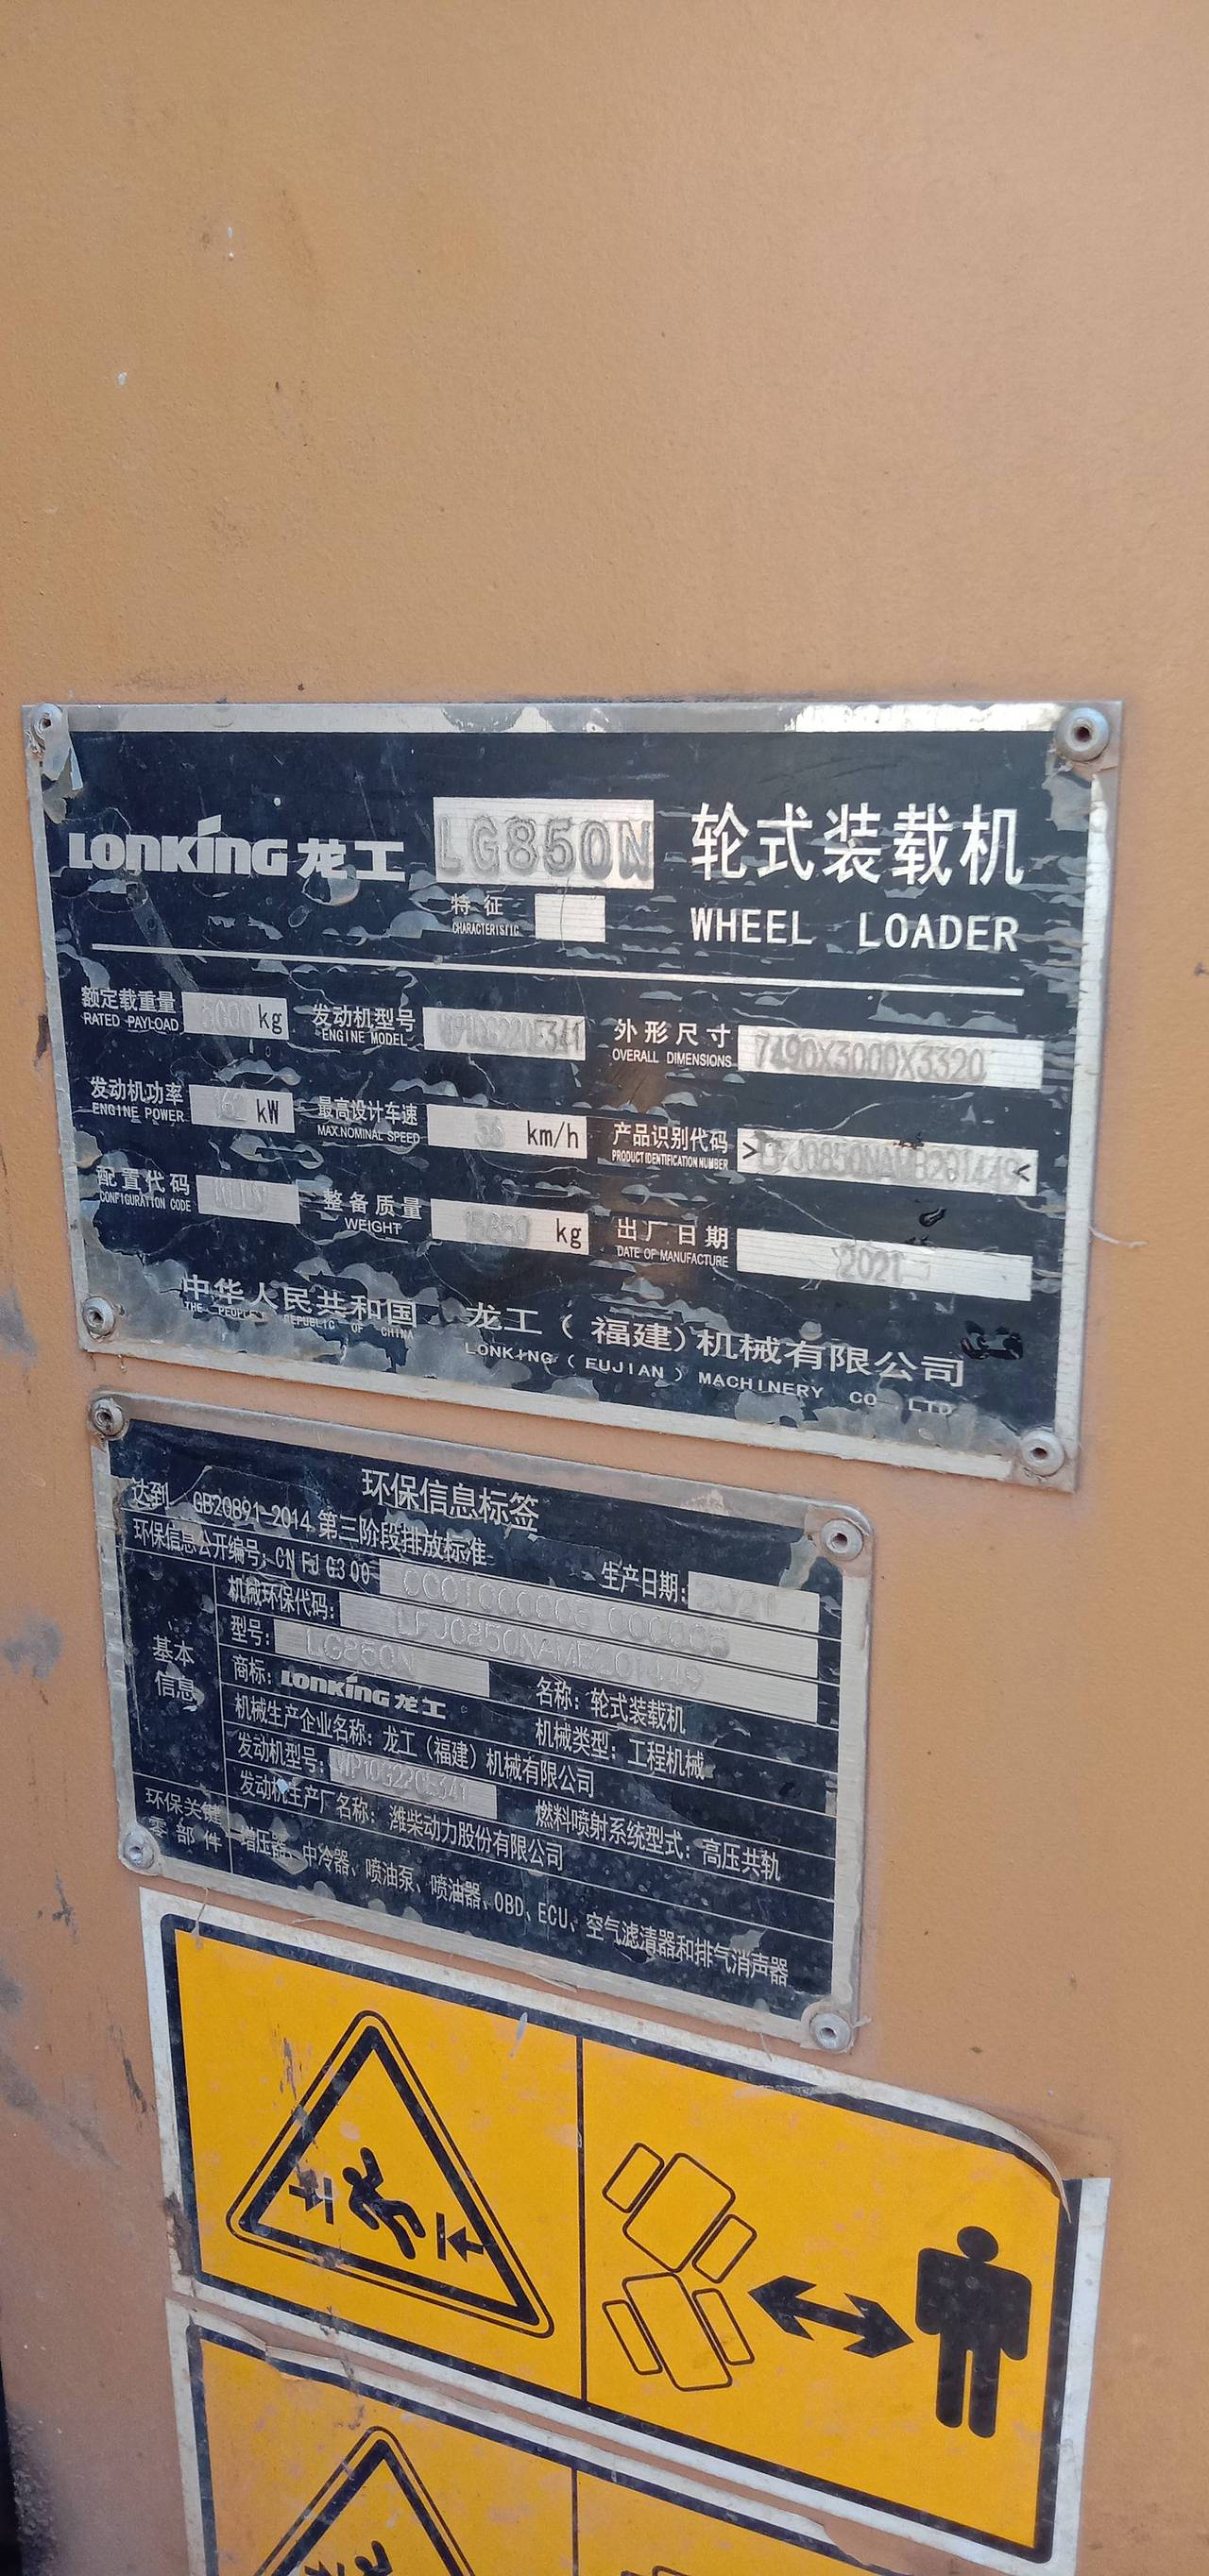 LONKING 龙工 LG850N 轮式装载机
特征
CHARACTERISTIC
WHEEL LOADER
额定载重量 kg 发动机型号 WP10G220E341 外形尺寸 7490X3000X3320
RATED PAYLOAD ENGINE MODEL OVERALL DIMENSIONS
发动机功率 162 kW 最高设计车速 km/h 产品识别代码 > <
ENGINE POWER MAX.NOMINAL SPEED PRODUCT IDENTIFICATION NUMBER
配置代码 整备质量 kg 出厂日期 2021
CONFIGURATION CODE WEIGHT DATE OF MANUFACTURE
中华人民共和国 龙工(福建)机械有限公司
THE PEOPLE'S REPUBLIC OF CHINA LONKING (FUJIAN) MACHINERY CO LTD
环保信息标签
达到 GB20891-2014 第三阶段排放标准
生产日期: 2021
环保信息公开编号: CN FJ G3 00
基本信息
机械环保代码:
型号: LG850N 名称: 轮式装载机
商标: LONKING 龙工 机械类型: 工程机械
机械生产企业名称: 龙工(福建)机械有限公司
发动机型号: WP10G220E341 燃料喷射系统型式: 高压共轨
发动机生产厂名称: 潍柴动力股份有限公司
环保关键零部件 增压器、中冷器、喷油泵、喷油器、OBD、ECU、空气滤清器和排气消声器